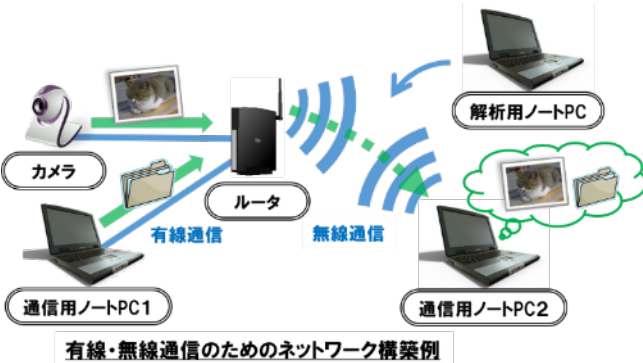 解析用ノートPC
カメラ
ルータ
有線通信
無線通信
通信用ノートPC1
通信用ノートPC2
有線・無線通信のためのネットワーク構築例